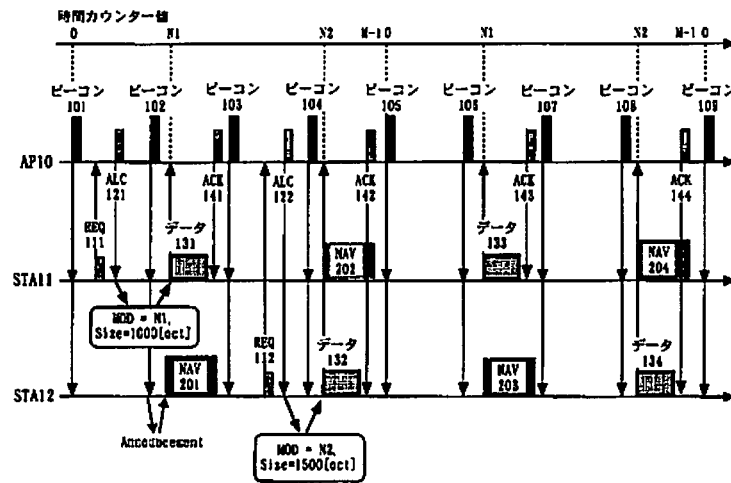 時間カウンター値
0 N1 N2 M-1 0 N1 N2 M-1 0
ビーコン ビーコン ビーコン ビーコン ビーコン ビーコン ビーコン ビーコン ビーコン
101 102 103 104 105 106 107 108 109
AP10
ALC 121
ACK 141
ALC 122
ACK 142
ACK 143
ACK 144
REQ 111
データ 131
NAV 202
データ 133
NAV 204
STA11
MOD = N1,
Size=1000[oct]
NAV 201
REQ 112
データ 132
NAV 203
データ 134
STA12
Announcement
MOD = N2,
Size=1500[oct]